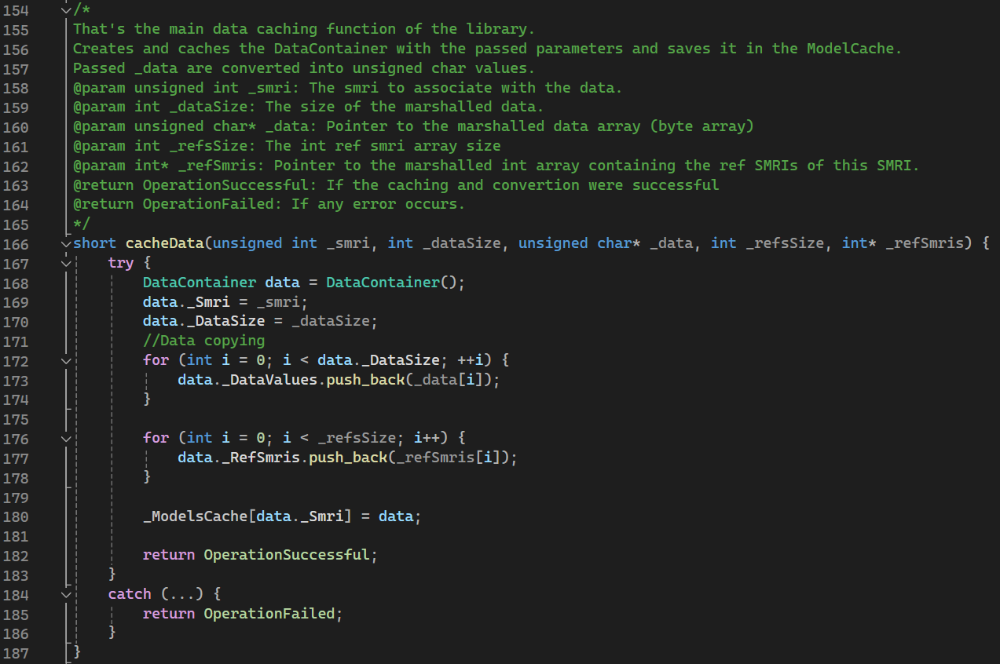 154 /*
155 That's the main data caching function of the library.
156 Creates and caches the DataContainer with the passed parameters and saves it in the ModelCache.
157 Passed _data are converted into unsigned char values.
158 @param unsigned int _smri: The smri to associate with the data.
159 @param int _dataSize: The size of the marshalled data.
160 @param unsigned char* _data: Pointer to the marshalled data array (byte array)
161 @param int _refsSize: The int ref smri array size
162 @param int* _refSmris: Pointer to the marshalled int array containing the ref SMRIs of this SMRI.
163 @return OperationSuccessful: If the caching and convertion were successful
164 @return OperationFailed: If any error occurs.
165 */
166 short cacheData(unsigned int _smri, int _dataSize, unsigned char* _data, int _refsSize, int* _refSmris) {
167     try {
168         DataContainer data = DataContainer();
169         data._Smri = _smri;
170         data._DataSize = _dataSize;
171         //Data copying
172         for (int i = 0; i < data._DataSize; ++i) {
173             data._DataValues.push_back(_data[i]);
174         }
175
176         for (int i = 0; i < _refsSize; i++) {
177             data._RefSmris.push_back(_refSmris[i]);
178         }
179
180         _ModelsCache[data._Smri] = data;
181
182         return OperationSuccessful;
183     }
184     catch (...) {
185         return OperationFailed;
186     }
187 }